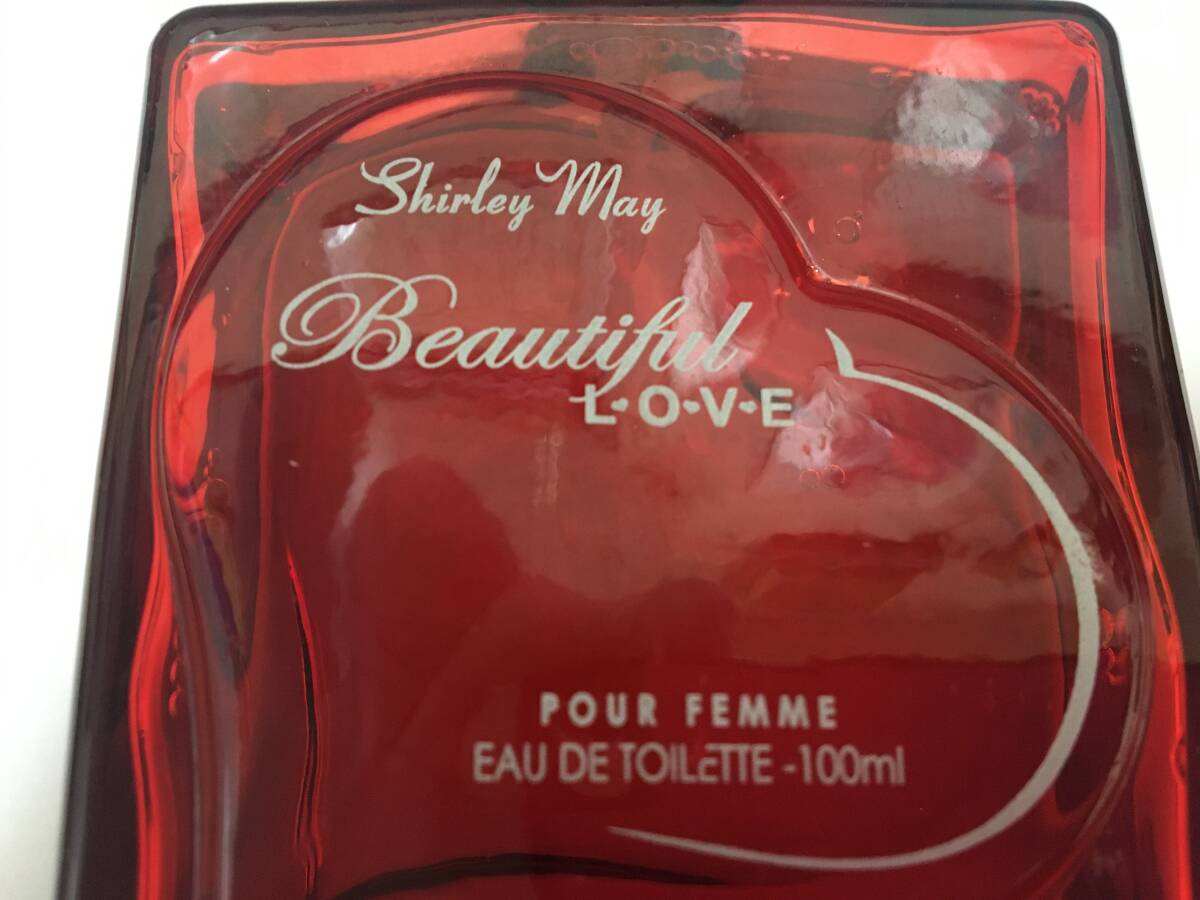 Shirley May
Beautiful
L·O·V·E
POUR FEMME
EAU DE TOILETTE -100ml